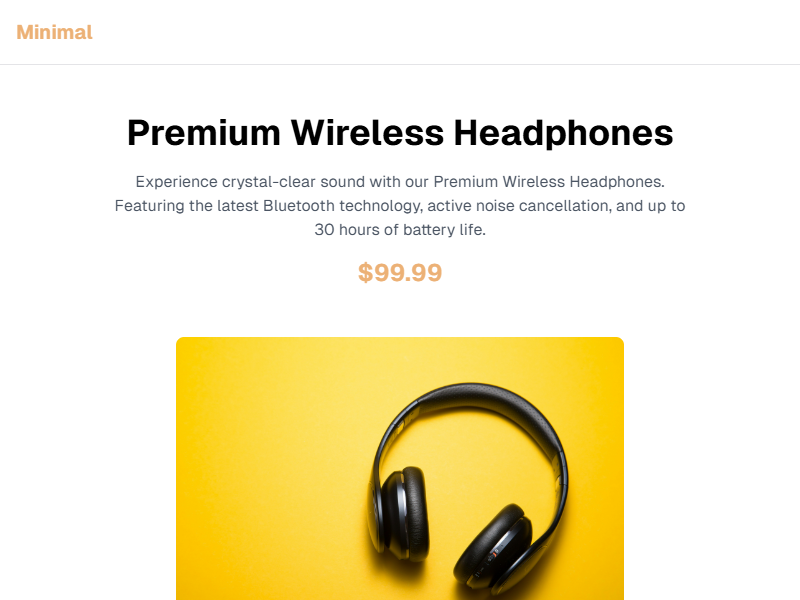 Minimal
Premium Wireless Headphones
Experience crystal-clear sound with our Premium Wireless Headphones.
Featuring the latest Bluetooth technology, active noise cancellation, and up to
30 hours of battery life.
$99.99